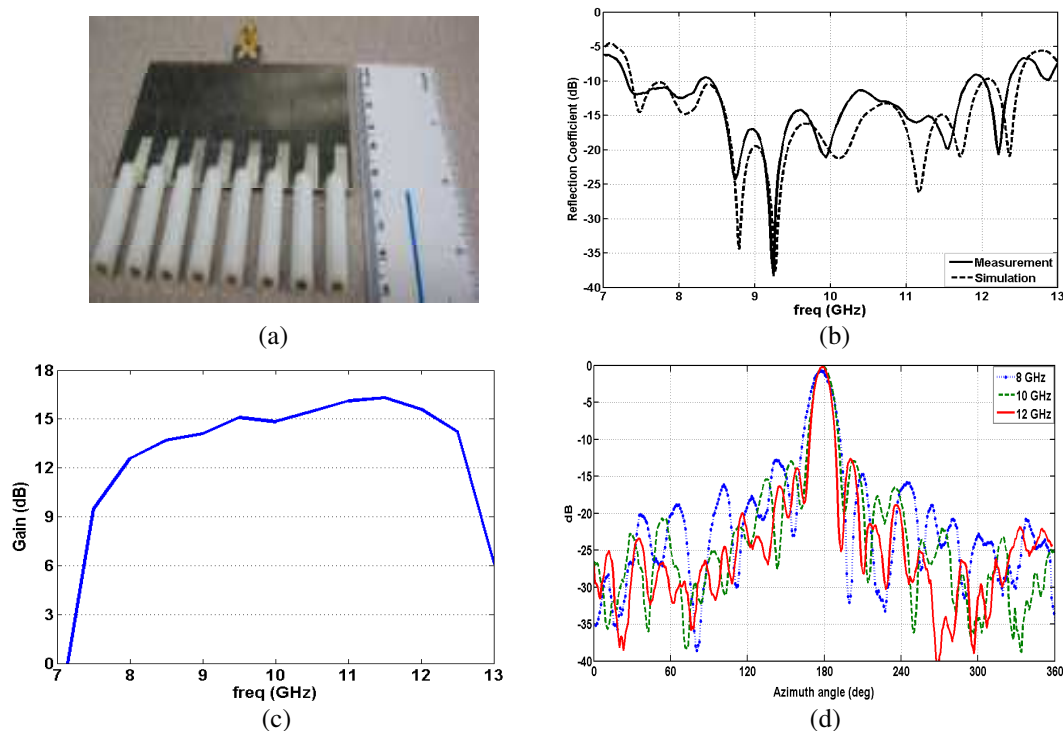 (a)
0
-5
-10
-15
-20
-25
-30
-35
-40
Reflection Coefficient (dB)
7 8 9 10 11 12 13
freq (GHz)
Measurement
Simulation
(b)
18
15
12
9
6
3
0
Gain (dB)
7 8 9 10 11 12 13
freq (GHz)
(c)
0
-5
-10
-15
-20
-25
-30
-35
-40
dB
0 60 120 180 240 300 360
Azimuth angle (deg)
8 GHz
10 GHz
12 GHz
(d)